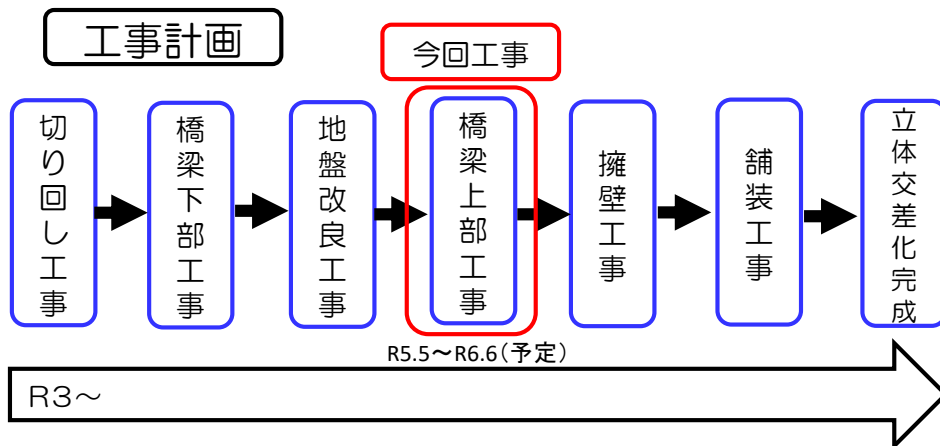 工事計画
今回工事
切り回し工事
橋梁下部工事
地盤改良工事
橋梁上部工事
擁壁工事
舗装工事
立体交差化完成
R5.5～R6.6(予定)
R3～